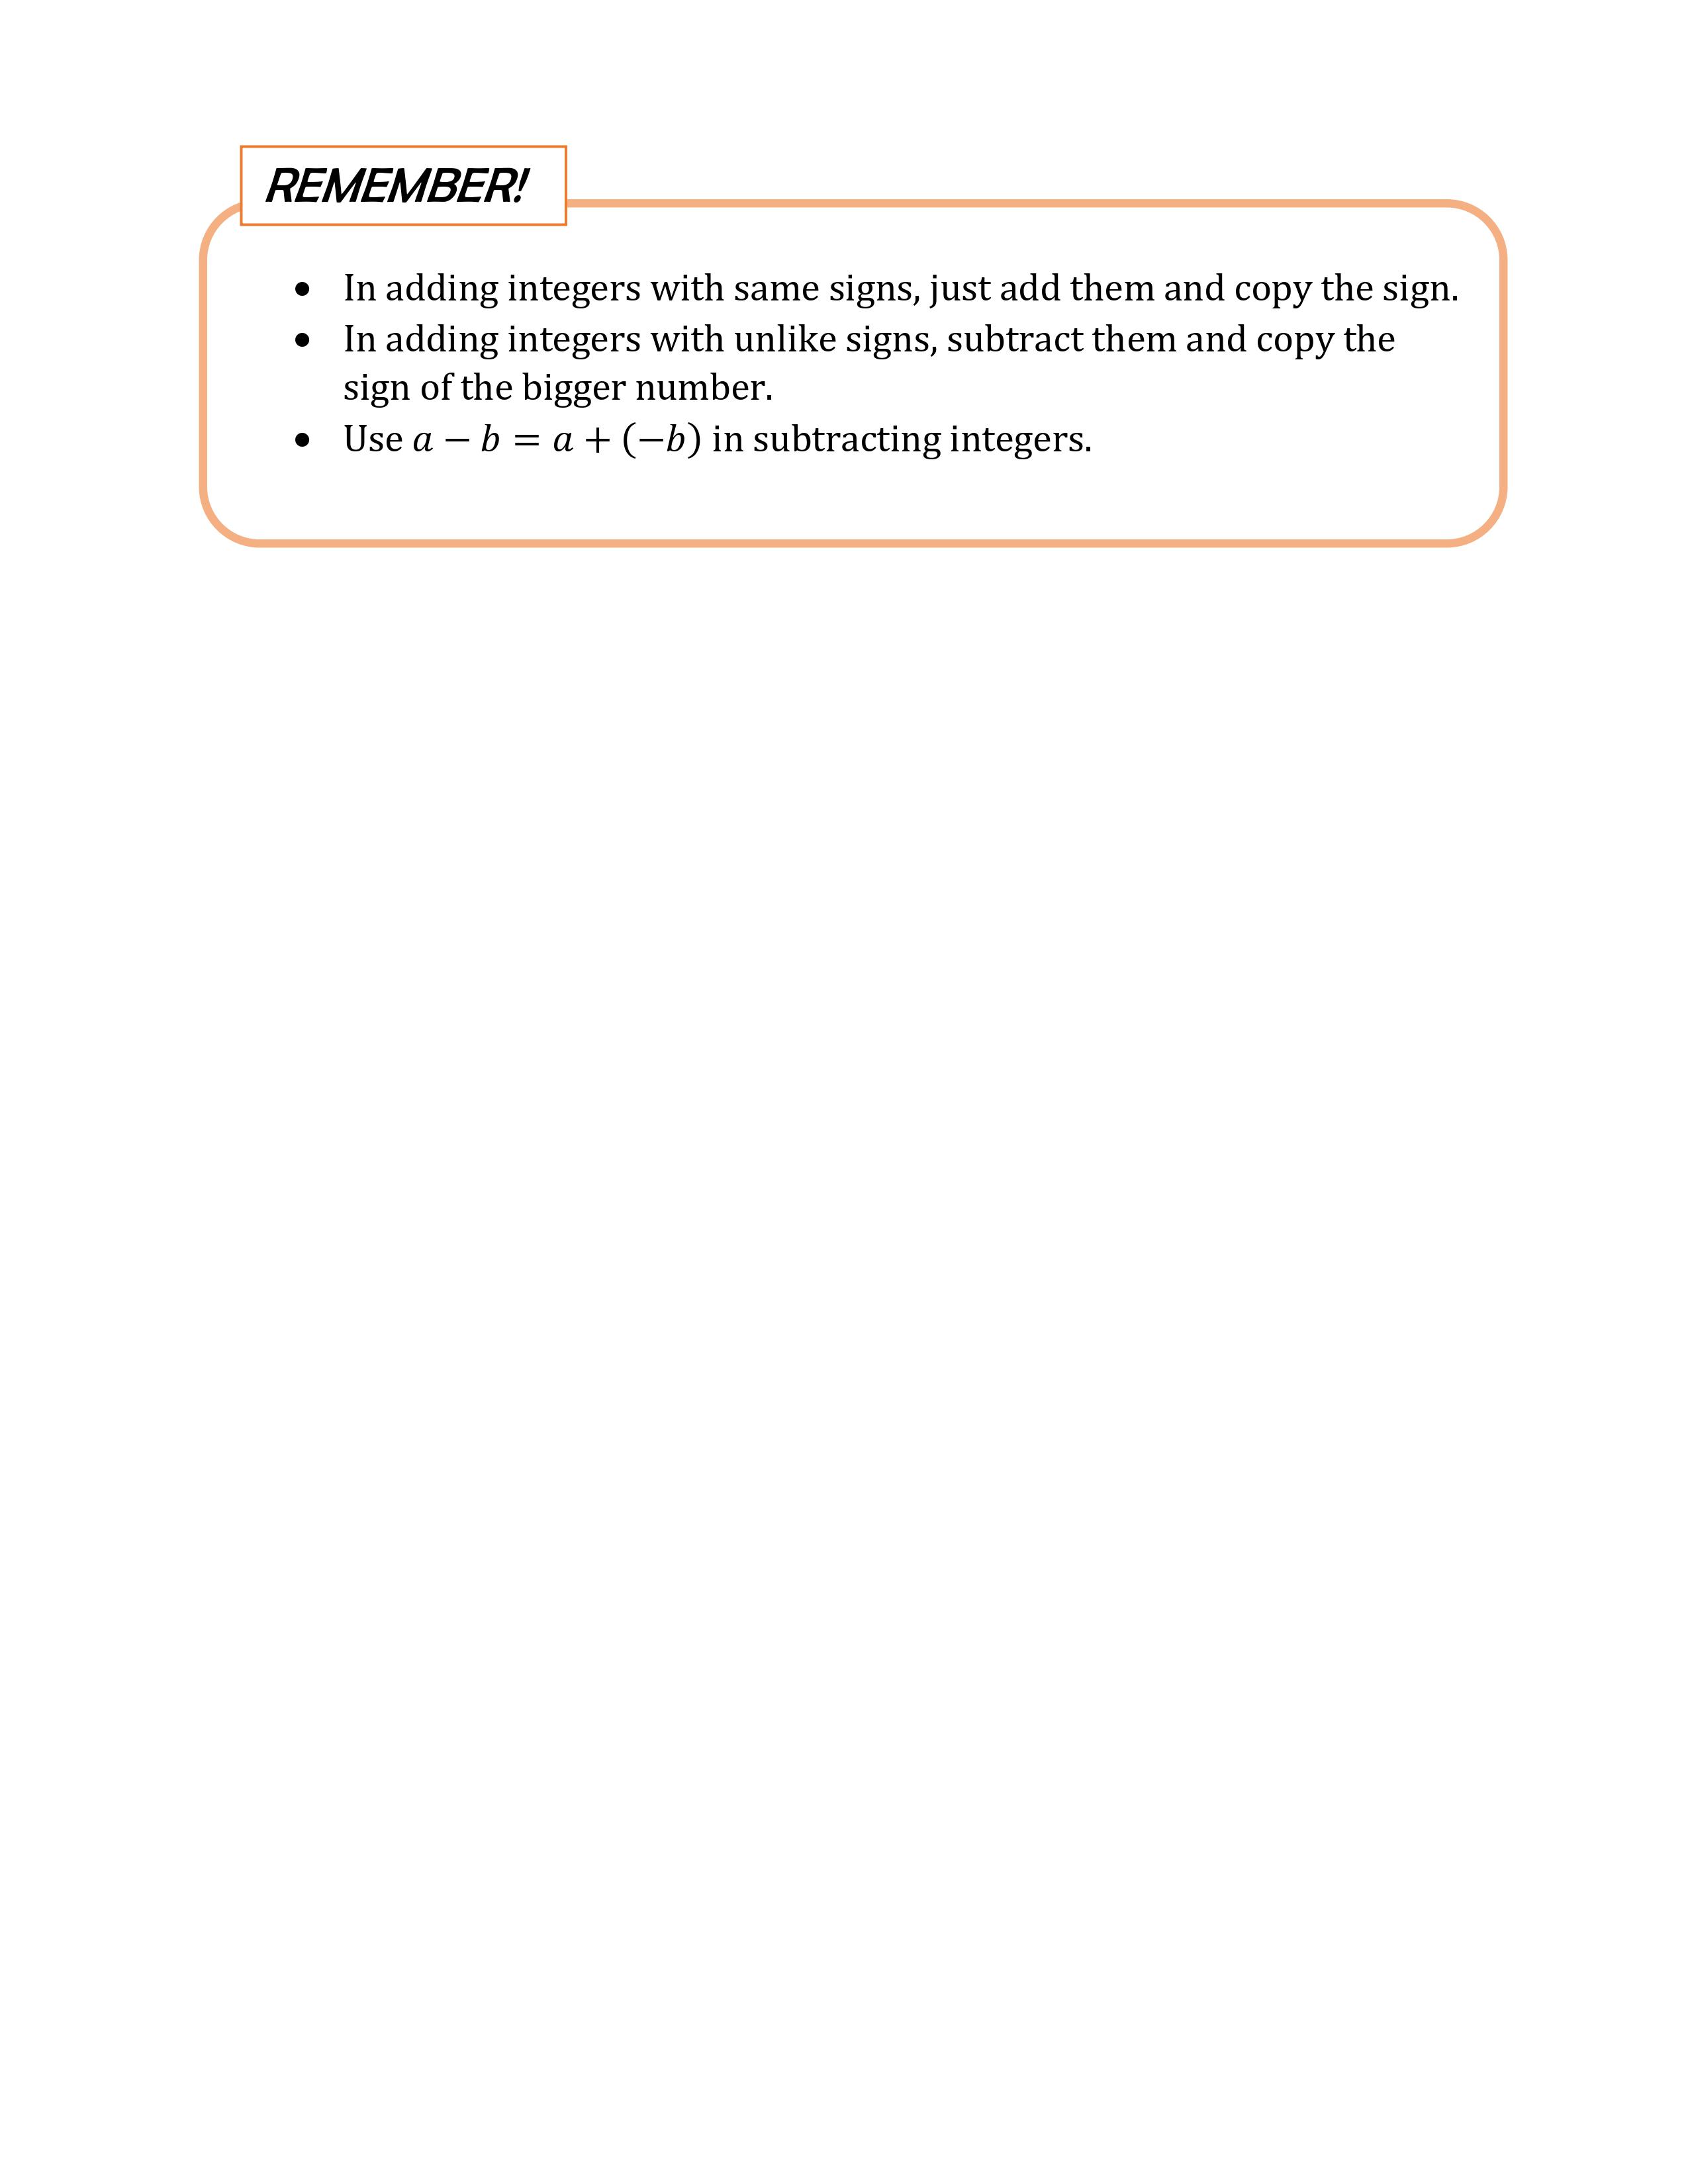 REMEMBER!
• In adding integers with same signs, just add them and copy the sign.
• In adding integers with unlike signs, subtract them and copy the
sign of the bigger number.
• Use a − b = a + (−b) in subtracting integers.